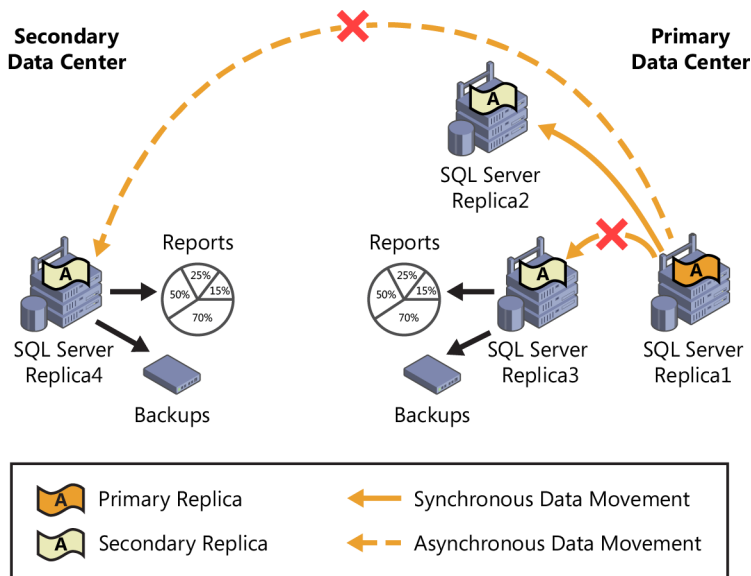 Secondary
Data Center
Primary
Data Center
A
SQL Server
Replica2
Reports
25%
50%
15%
70%
A
SQL Server
Replica4
Backups
Reports
25%
50%
15%
70%
A
SQL Server
Replica3
Backups
A
SQL Server
Replica1
A Primary Replica
Synchronous Data Movement
A Secondary Replica
Asynchronous Data Movement